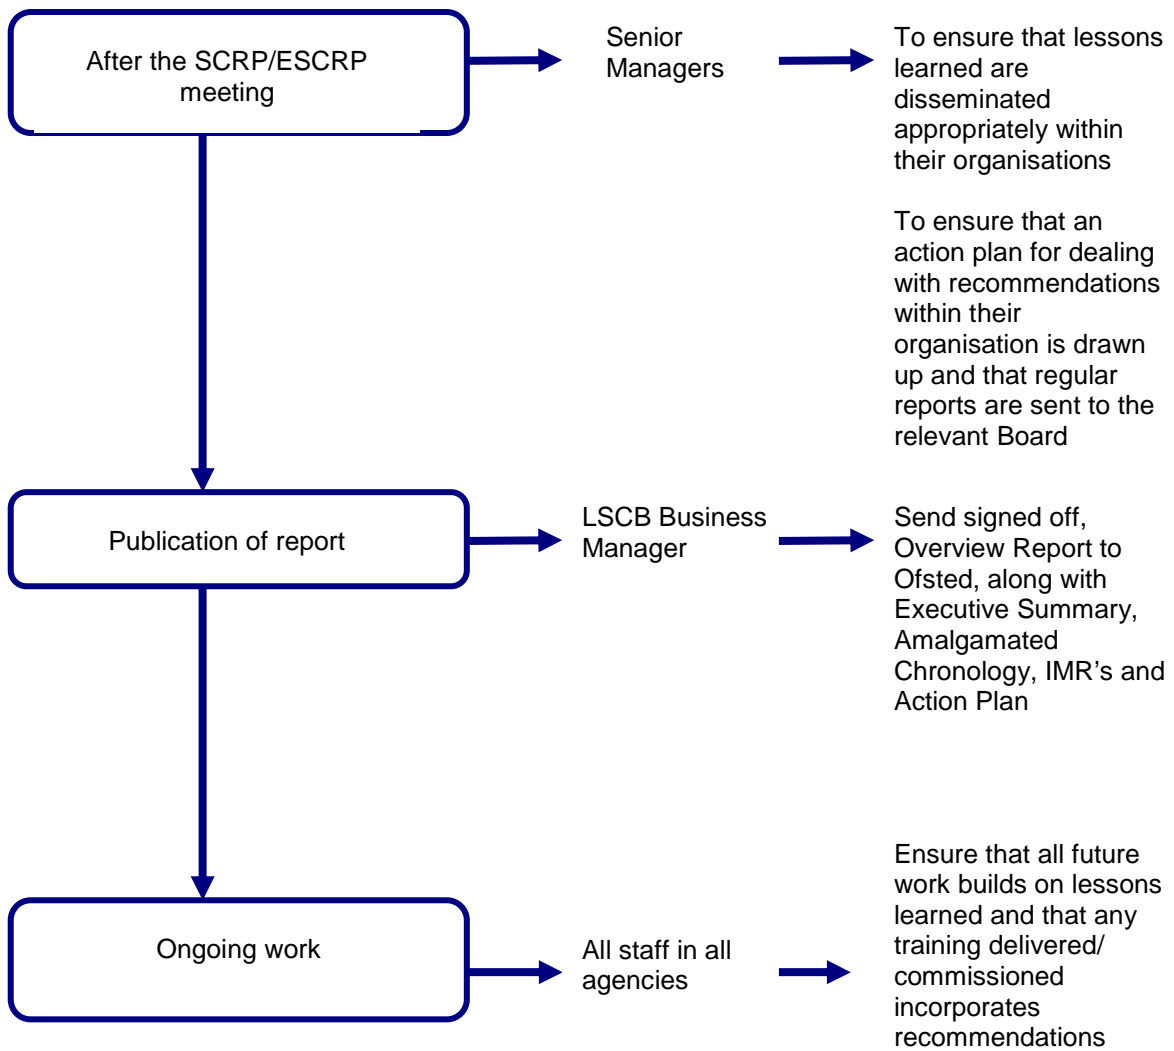 After the SCRP/ESCRP
meeting
Senior
Managers
To ensure that lessons
learned are
disseminated
appropriately within
their organisations
To ensure that an
action plan for dealing
with recommendations
within their
organisation is drawn
up and that regular
reports are sent to the
relevant Board
Publication of report
LSCB Business
Manager
Send signed off,
Overview Report to
Ofsted, along with
Executive Summary,
Amalgamated
Chronology, IMR’s and
Action Plan
Ongoing work
All staff in all
agencies
Ensure that all future
work builds on lessons
learned and that any
training delivered/
commissioned
incorporates
recommendations